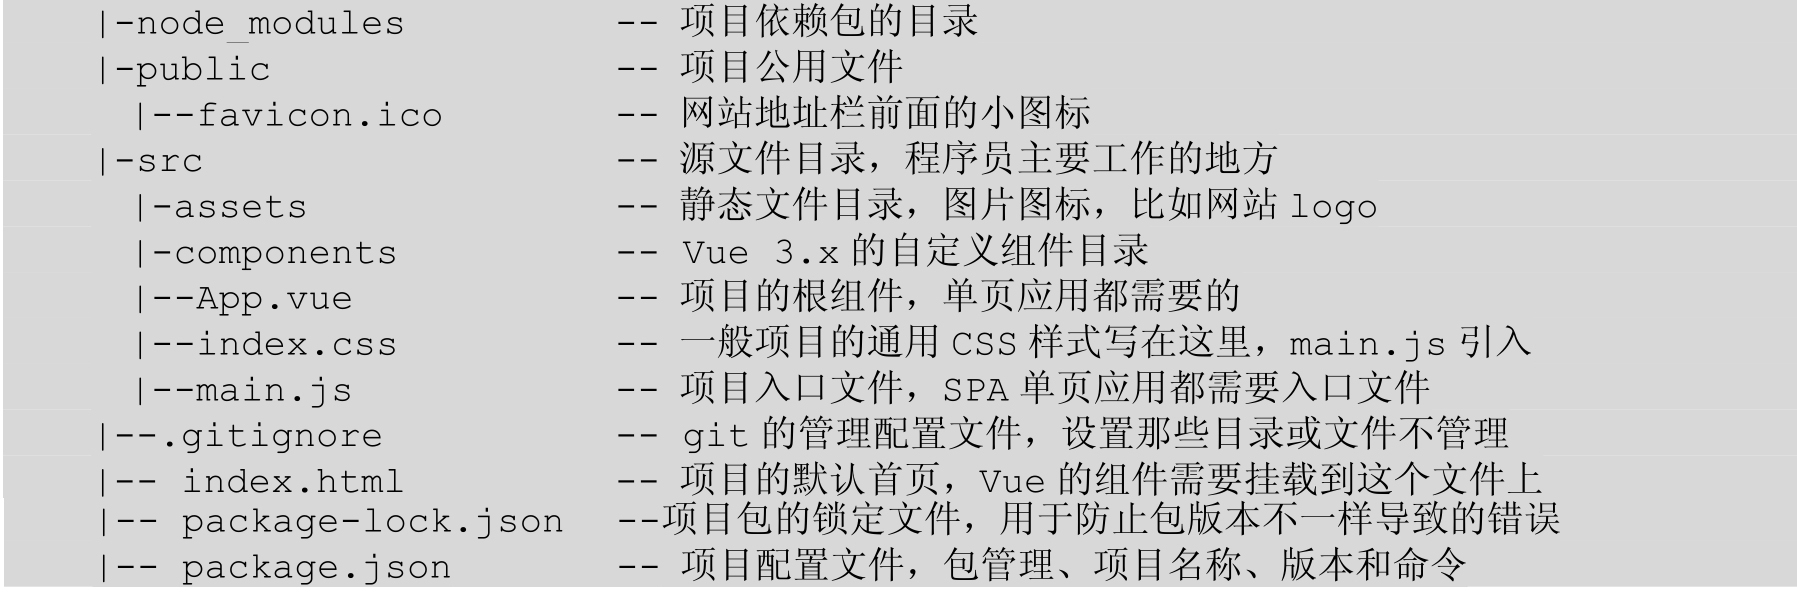 |-node_modules -- 项目依赖包的目录
|-public -- 项目公用文件
|--favicon.ico -- 网站地址栏前面的小图标
|-src -- 源文件目录，程序员主要工作的地方
|-assets -- 静态文件目录，图片图标，比如网站 logo
|-components -- Vue 3.x 的自定义组件目录
|--App.vue -- 项目的根组件，单页应用都需要的
|--index.css -- 一般项目的通用 CSS 样式写在这里，main.js 引入
|--main.js -- 项目入口文件，SPA 单页应用都需要入口文件
|--.gitignore -- git 的管理配置文件，设置那些目录或文件不管理
|-- index.html -- 项目的默认首页，Vue 的组件需要挂载到这个文件上
|-- package-lock.json --项目包的锁定文件，用于防止包版本不一样导致的错误
|-- package.json -- 项目配置文件，包管理、项目名称、版本和命令